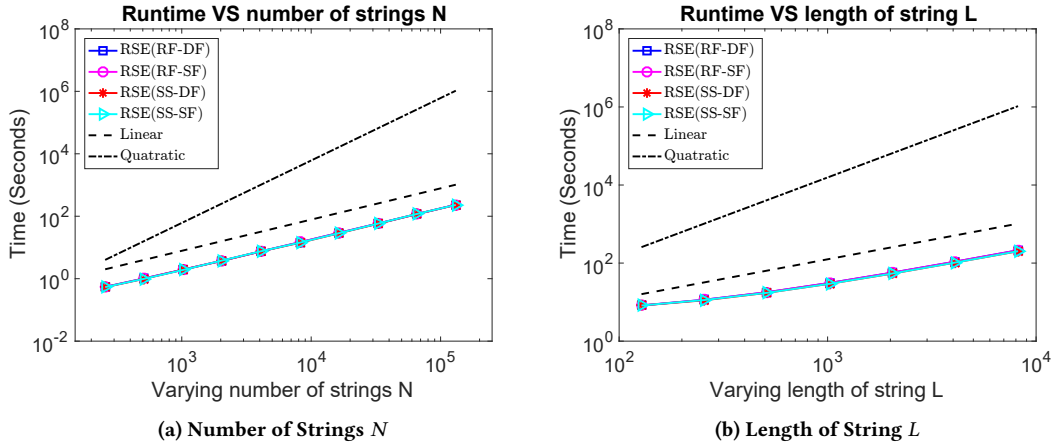 Runtime VS number of strings N
10^8
10^6
10^4
10^2
10^0
10^-2
Time (Seconds)
RSE(RF-DF)
RSE(RF-SF)
RSE(SS-DF)
RSE(SS-SF)
Linear
Quatratic
10^3
10^4
10^5
Varying number of strings N
(a) Number of Strings N
Runtime VS length of string L
10^8
10^6
10^4
10^2
10^0
Time (Seconds)
RSE(RF-DF)
RSE(RF-SF)
RSE(SS-DF)
RSE(SS-SF)
Linear
Quatratic
10^2
10^3
10^4
Varying length of string L
(b) Length of String L